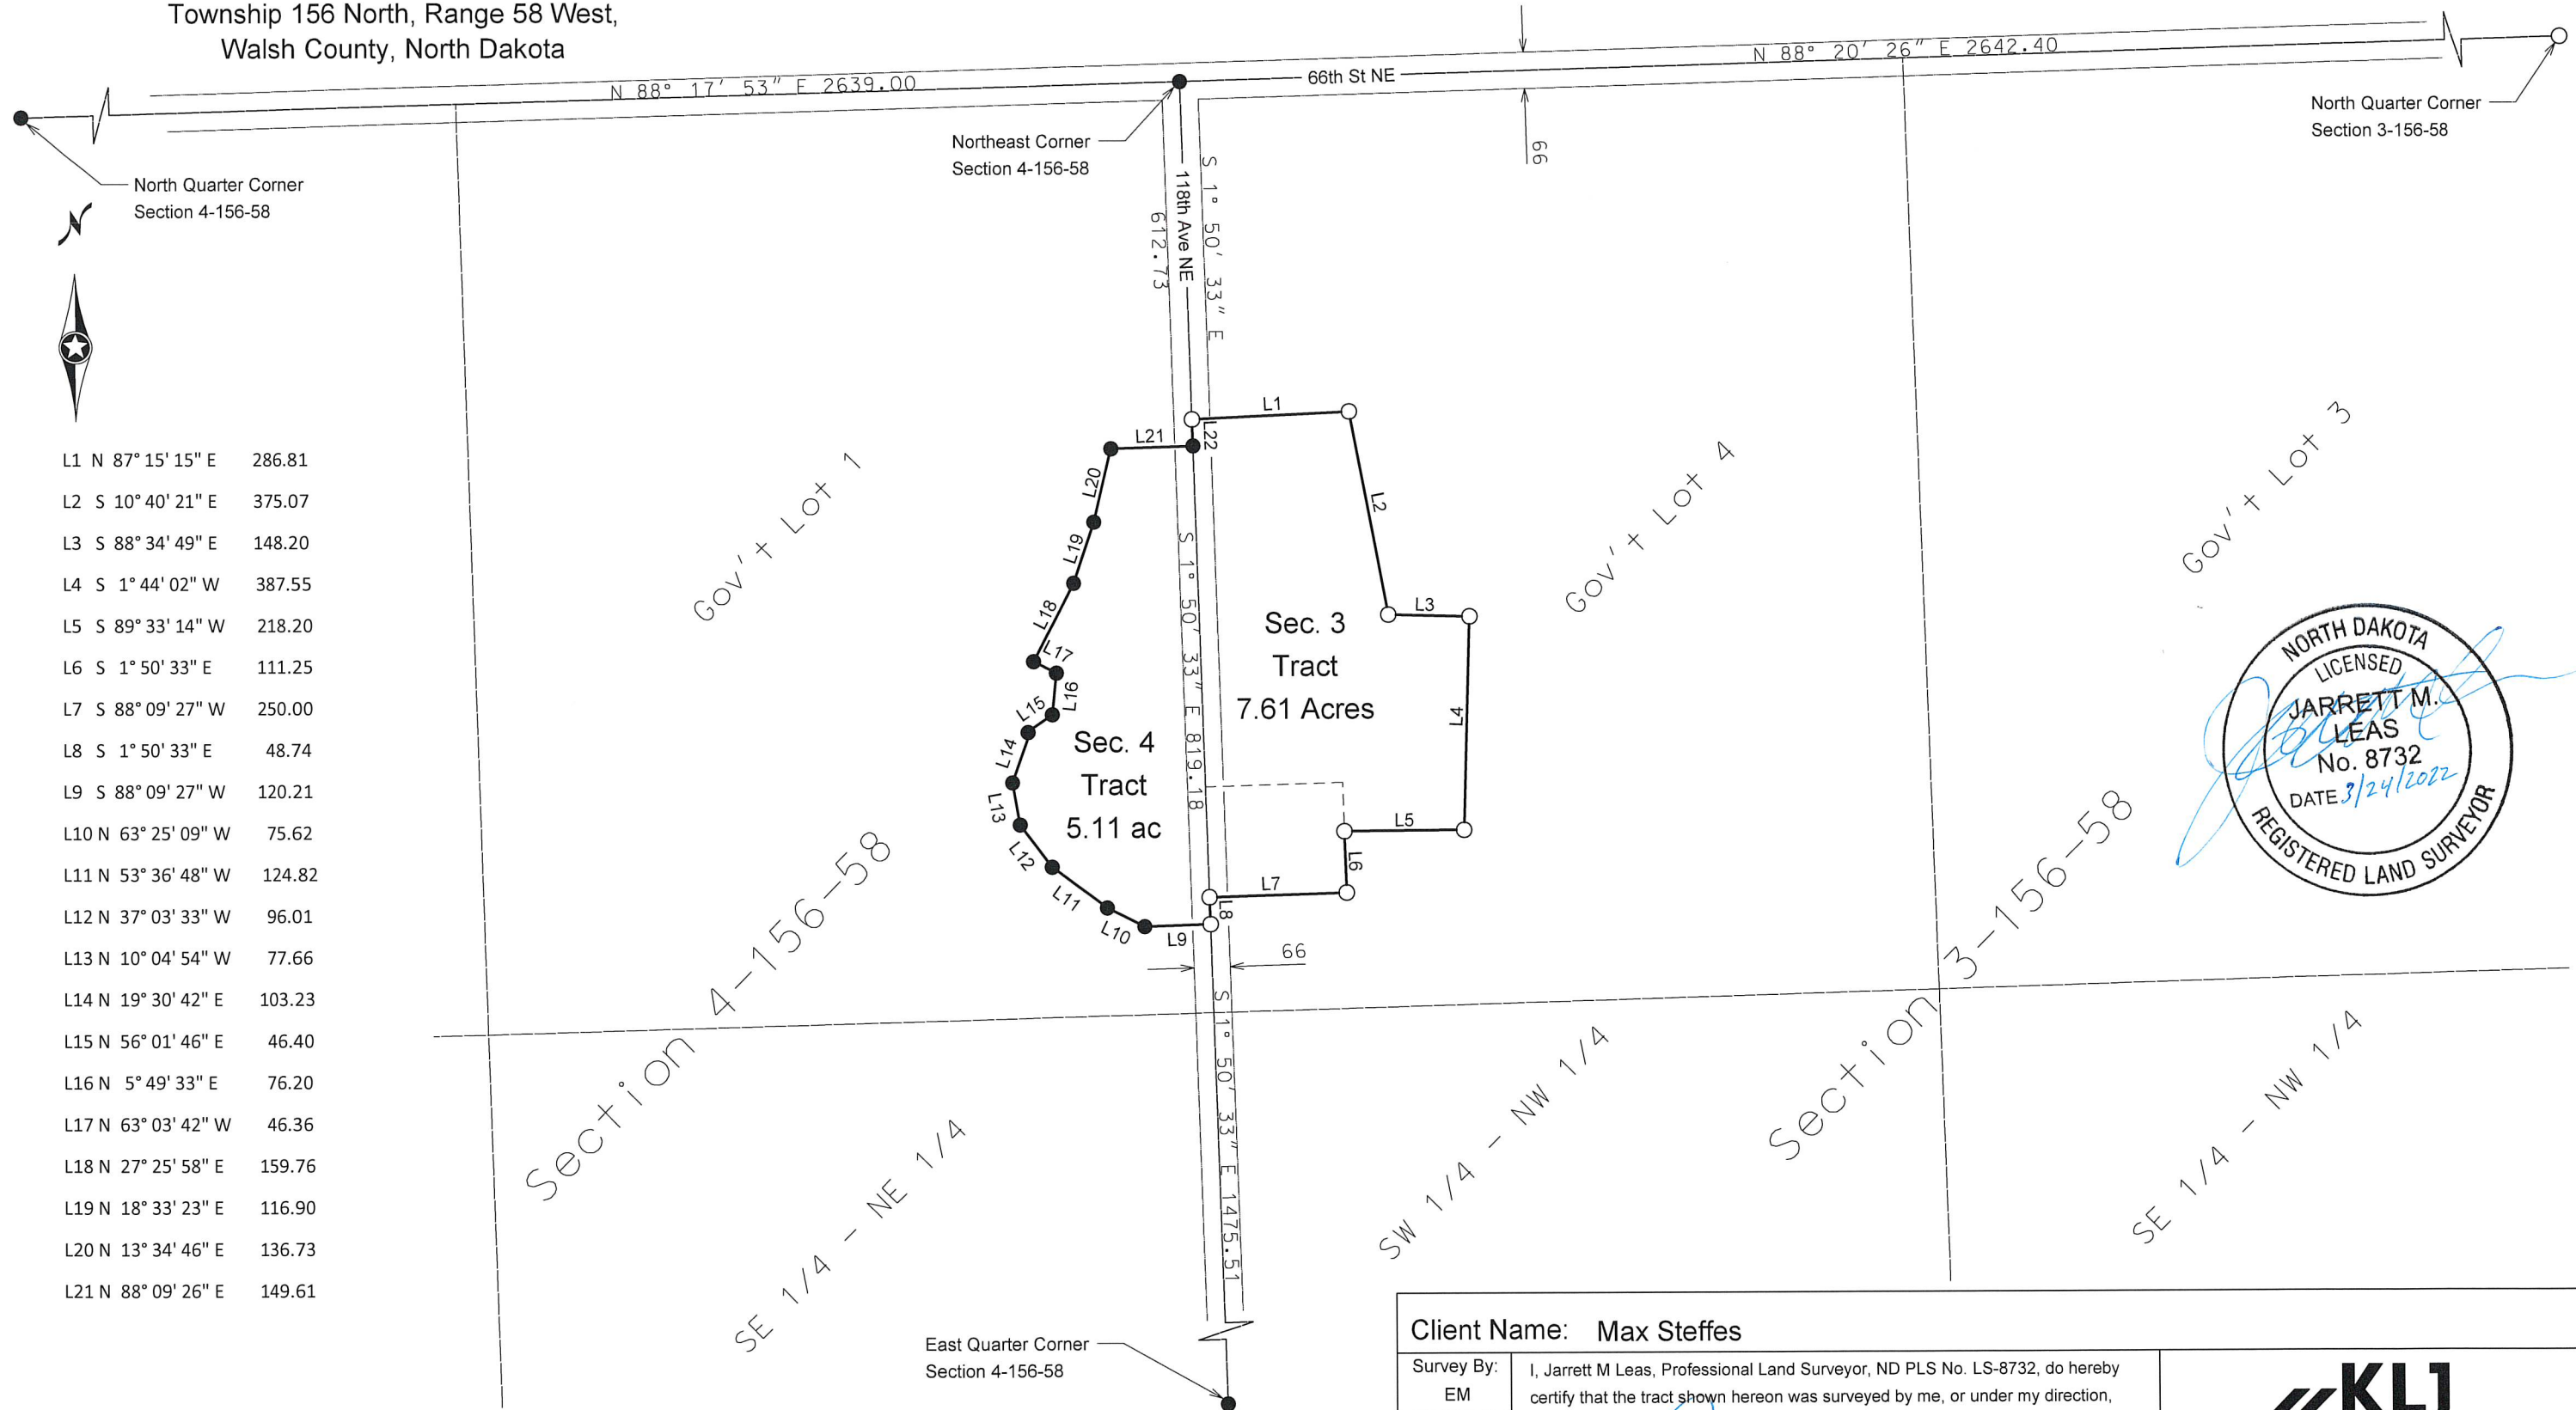 Township 156 North, Range 58 West,
Walsh County, North Dakota
N 88° 17' 53" E 2639.00
66th St NE
N 88° 20' 26" E 2642.40
North Quarter Corner
Section 4-156-58
Northeast Corner
Section 4-156-58
North Quarter Corner
Section 3-156-58
66
N
118th Ave NE
612.73
S 1° 50' 33" E
L1 N 87° 15' 15" E 286.81
L2 S 10° 40' 21" E 375.07
L3 S 88° 34' 49" E 148.20
L4 S 1° 44' 02" W 387.55
L5 S 89° 33' 14" W 218.20
L6 S 1° 50' 33" E 111.25
L7 S 88° 09' 27" W 250.00
L8 S 1° 50' 33" E 48.74
L9 S 88° 09' 27" W 120.21
L10 N 63° 25' 09" W 75.62
L11 N 53° 36' 48" W 124.82
L12 N 37° 03' 33" W 96.01
L13 N 10° 04' 54" W 77.66
L14 N 19° 30' 42" E 103.23
L15 N 56° 01' 46" E 46.40
L16 N 5° 49' 33" E 76.20
L17 N 63° 03' 42" W 46.36
L18 N 27° 25' 58" E 159.76
L19 N 18° 33' 23" E 116.90
L20 N 13° 34' 46" E 136.73
L21 N 88° 09' 26" E 149.61
Gov't Lot 1
Gov't Lot 4
Gov't Lot 3
L1
L22
L21
L20
L2
L19
L18
L3
L17
L16
L15
L14
L4
L13
L12
L5
L11
L6
L7
L10
L8
L9
66
S 1° 50' 33" E 819.18
Sec. 3
Tract
7.61 Acres
Sec. 4
Tract
5.11 ac
NORTH DAKOTA
LICENSED
JARRETT M.
LEAS
No. 8732
DATE 3/24/2022
REGISTERED LAND SURVEYOR
Section 4-156-58
Section 3-156-58
S 1° 50' 33" E 1475.51
SE 1/4 - NE 1/4
SW 1/4 - NW 1/4
SE 1/4 - NW 1/4
East Quarter Corner
Section 4-156-58
Client Name: Max Steffes
Survey By:
EM
I, Jarrett M Leas, Professional Land Surveyor, ND PLS No. LS-8732, do hereby
certify that the tract shown hereon was surveyed by me, or under my direction,
KLJ